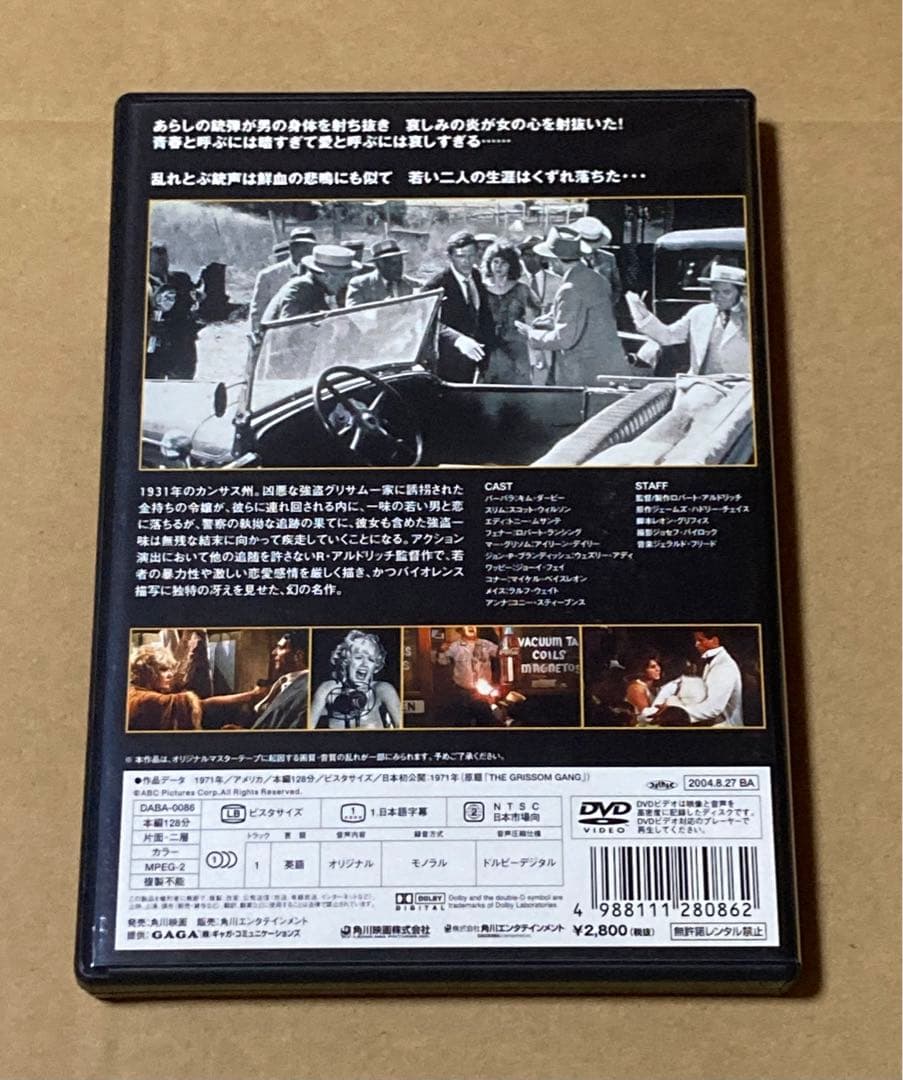 あらしの銃弾が男の身体を射ち抜き　哀しみの炎が女の心を射抜いた!
青春と呼ぶには暗すぎて愛と呼ぶには哀しすぎる……
乱れとぶ銃声は鮮血の悲鳴にも似て　若い二人の生涯はくずれ落ちた・・・
1931年のカンサス州。凶悪な強盗グリサム一家に誘拐された
金持ちの令嬢が、彼らに連れ回される内に、一味の若い男と恋
に落ちるが、警察の執拗な追跡の果てに、彼女も含めた強盗一
味は無残な結末に向かって疾走していくことになる。アクション
演出において他の追随を許さないR・アルドリッチ監督作で、若
者の暴力性や激しい恋愛感情を厳しく描き、かつバイオレンス
描写に独特の冴えを見せた、幻の名作。
CAST
バーバラ:キム・ダービー
スリム:スコット・ウィルソン
エディ:トニー・ムサンテ
フェナー:ロバート・ランシング
マー・グリソム:アイリーン・デイリー
ジョン・P・ブランディッシュ:ウェズリー・アディ
ワッピー:ジョーイ・フェイ
コナー:マイケル・ベイスレオン
メイス:ラルフ・ウェイト
アンナ:コニー・スティーブンス
STAFF
監督/製作:ロバート・アルドリッチ
原作:ジェームズ・ハドリー・チェイス
脚本:レオン・グリフィス
撮影:ジョセフ・バイロック
音楽:ジェラルド・フリード
VACUUM TA
COILS
MAGNETOS
EN
※ 本作品は、オリジナルマスターテープに起因する画質・音質の乱れが一部にみられます。予めご了承ください。
●作品データ　1971年/アメリカ/本編128分/ビスタサイズ/日本初公開:1971年(原題「THE GRISSOM GANG」)
©ABC Pictures Corp.All Rights Reserved.
2004.8.27 BA
DABA-0086
本編128分
片面・二層
カラー
MPEG-2
複製不能
LB ビスタサイズ
1 1.日本語字幕
2 NTSC 日本市場向
トラック 言語 音声内容 録音方式 音声圧縮仕様
1 英語 オリジナル モノラル ドルビーデジタル
DVD VIDEO
DVDビデオは映像と音声を
高密度に記録したディスクです。
DVDビデオ対応のプレーヤーで
再生してください。
DOLBY DIGITAL
Dolby and the double-D symbol are
trademarks of Dolby Laboratories
4 988111 280862
発売:角川映画　販売:角川エンタテインメント
提供:GAGA(株)ギャガ・コミュニケーションズ
角川映画株式会社
株式会社角川エンタテインメント
¥2,800(税抜)
無許諾レンタル禁止